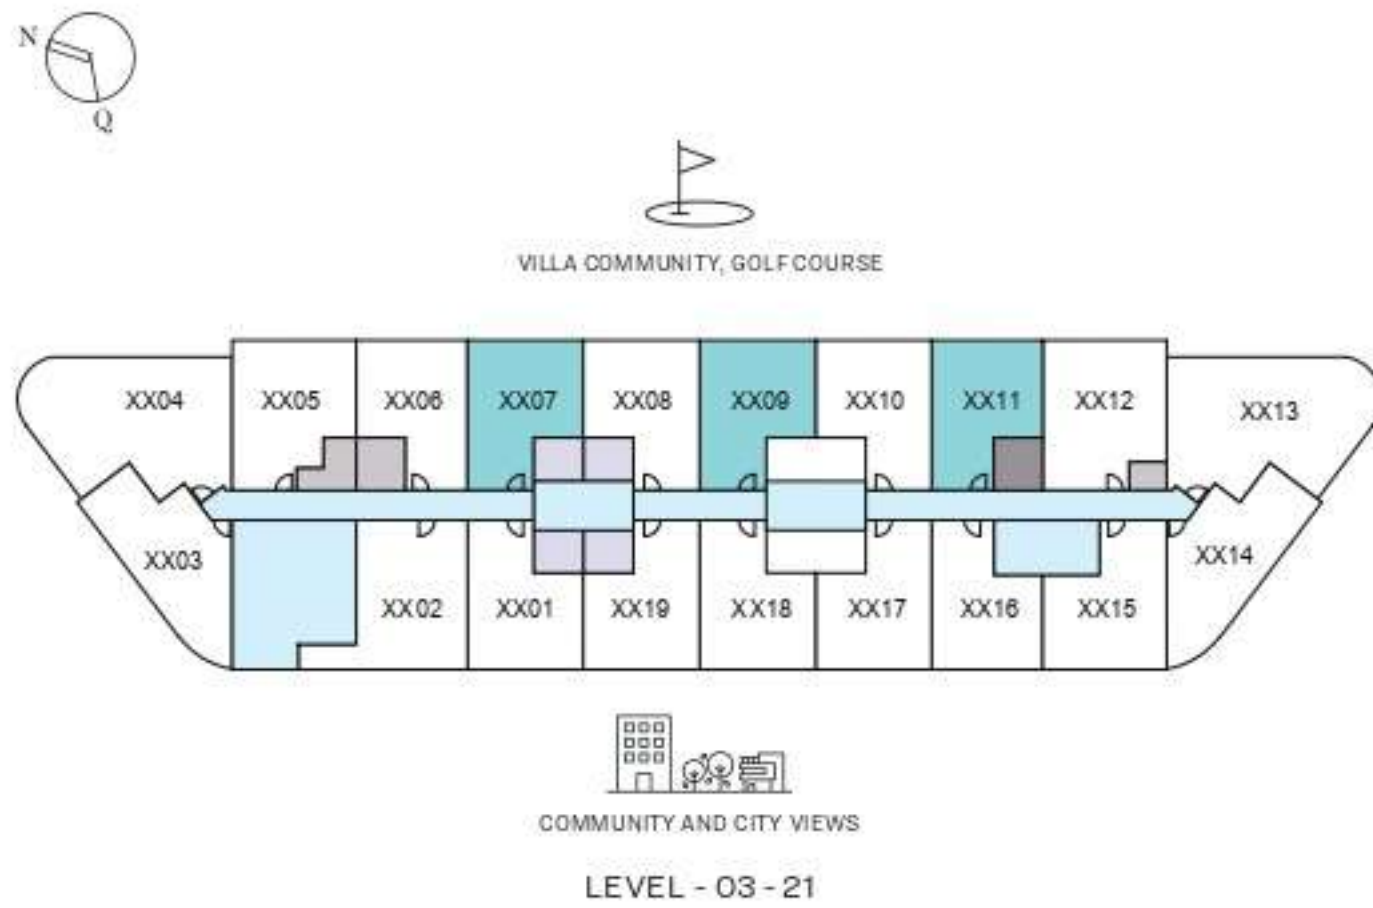 N
Q
VILLA COMMUNITY, GOLF COURSE
XX04
XX05
XX06
XX07
XX08
XX09
XX10
XX11
XX12
XX13
XX03
XX02
XX01
XX19
XX18
XX17
XX16
XX15
XX14
COMMUNITY AND CITY VIEWS
LEVEL - 03 - 21